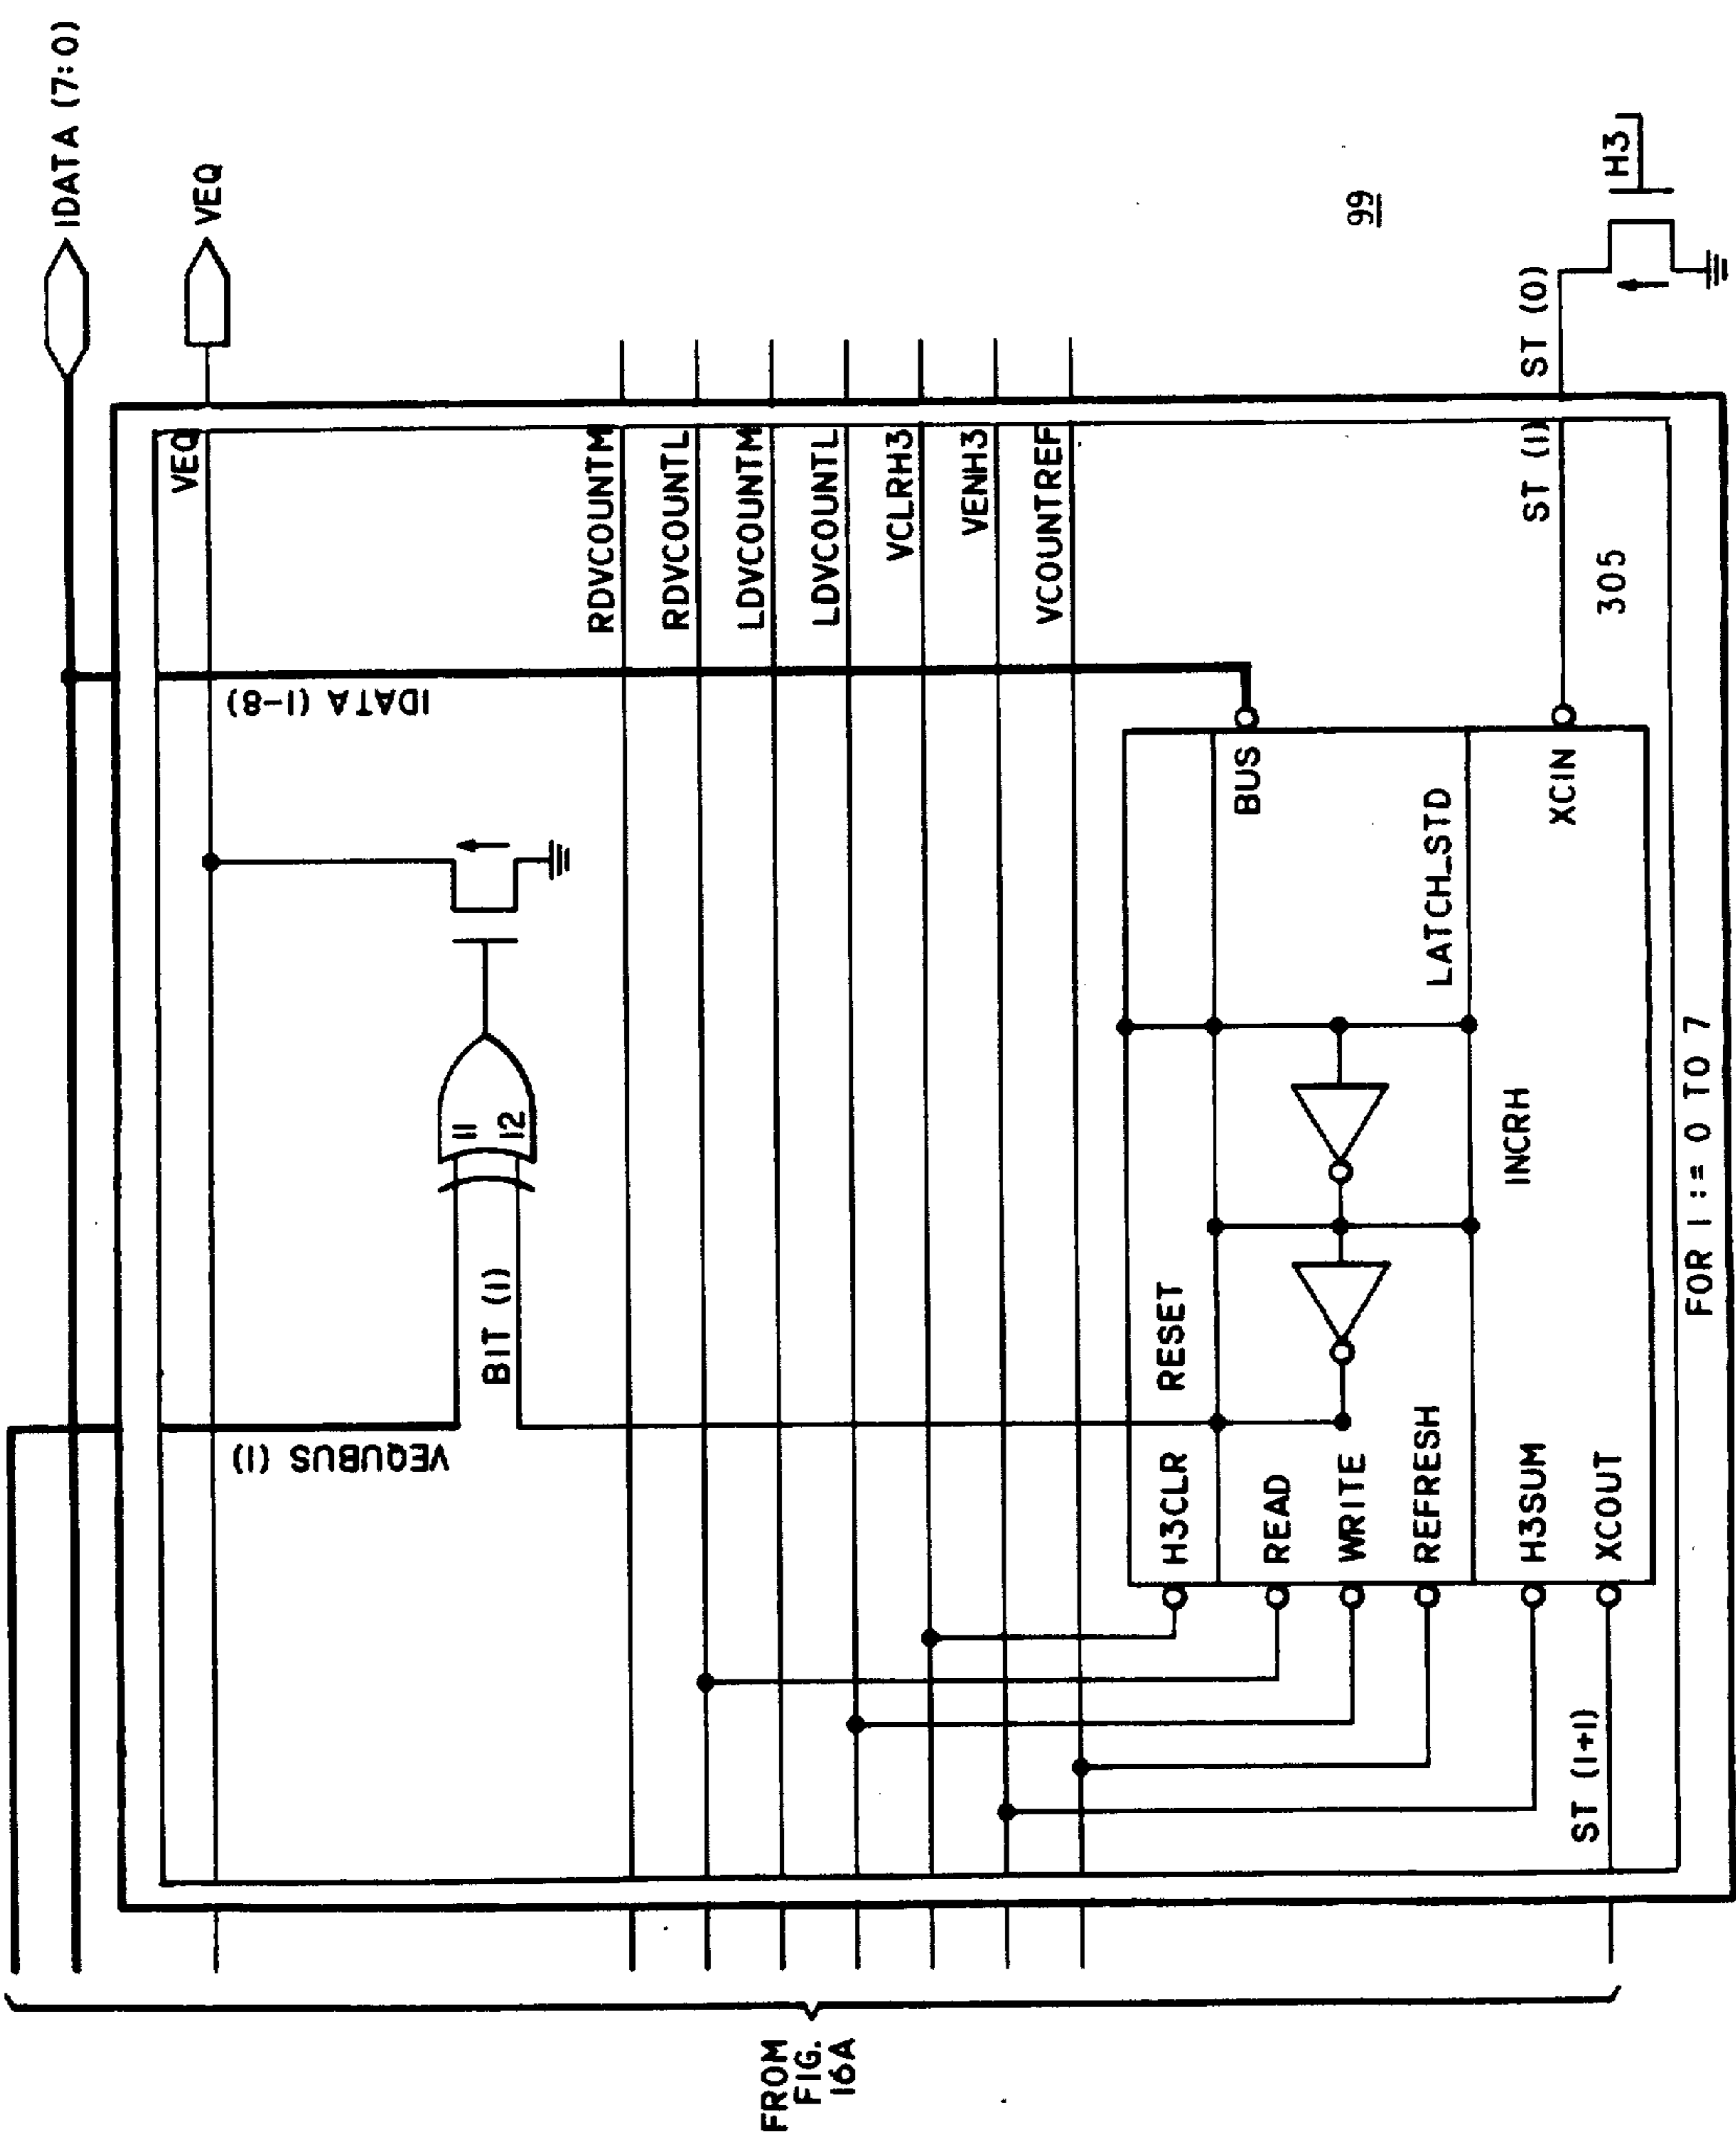 IDATA (7:0)
VEQ
VEQ
RDVCOUNTM
RDVCOUNTL
LDVCOUNTM
LDVCOUNTL
VCLRH3
VENH3
VCOUNTREF
IDATA (I-8)
VEQUBUS (I)
I1
I2
BIT (I)
H3CLR
RESET
READ
WRITE
REFRESH
BUS
LATCH_STD
H3SUM
INCRH
XCOUT
XCIN
ST (I+1)
ST (I)
ST (0)
H3
305
99
FOR I := 0 TO 7
FROM
FIG.
16A